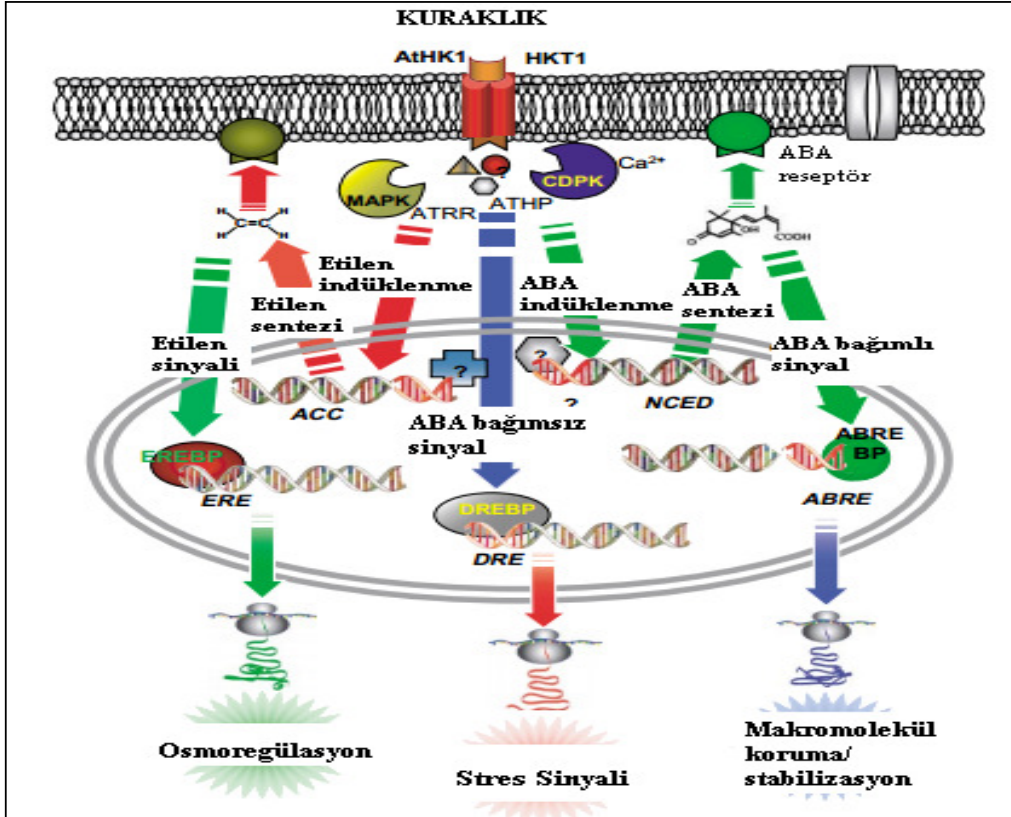 KURAKLIK
AtHK1
HKT1
MAPK
ATRR
ATHP
?
CDPK
Ca²⁺
ABA
reseptör
H
H
C
C
H
H
O
OH
COOH
Etilen
indüklenme
Etilen
sentezi
Etilen
sinyali
ABA
indüklenme
ABA
sentezi
ABA bağımlı
sinyal
?
ACC
?
?
NCED
ABA bağımsız
sinyal
EREBP
ERE
DREBP
DRE
ABRE
BP
ABRE
Osmoregülasyon
Stres Sinyali
Makromolekül
koruma/
stabilizasyon